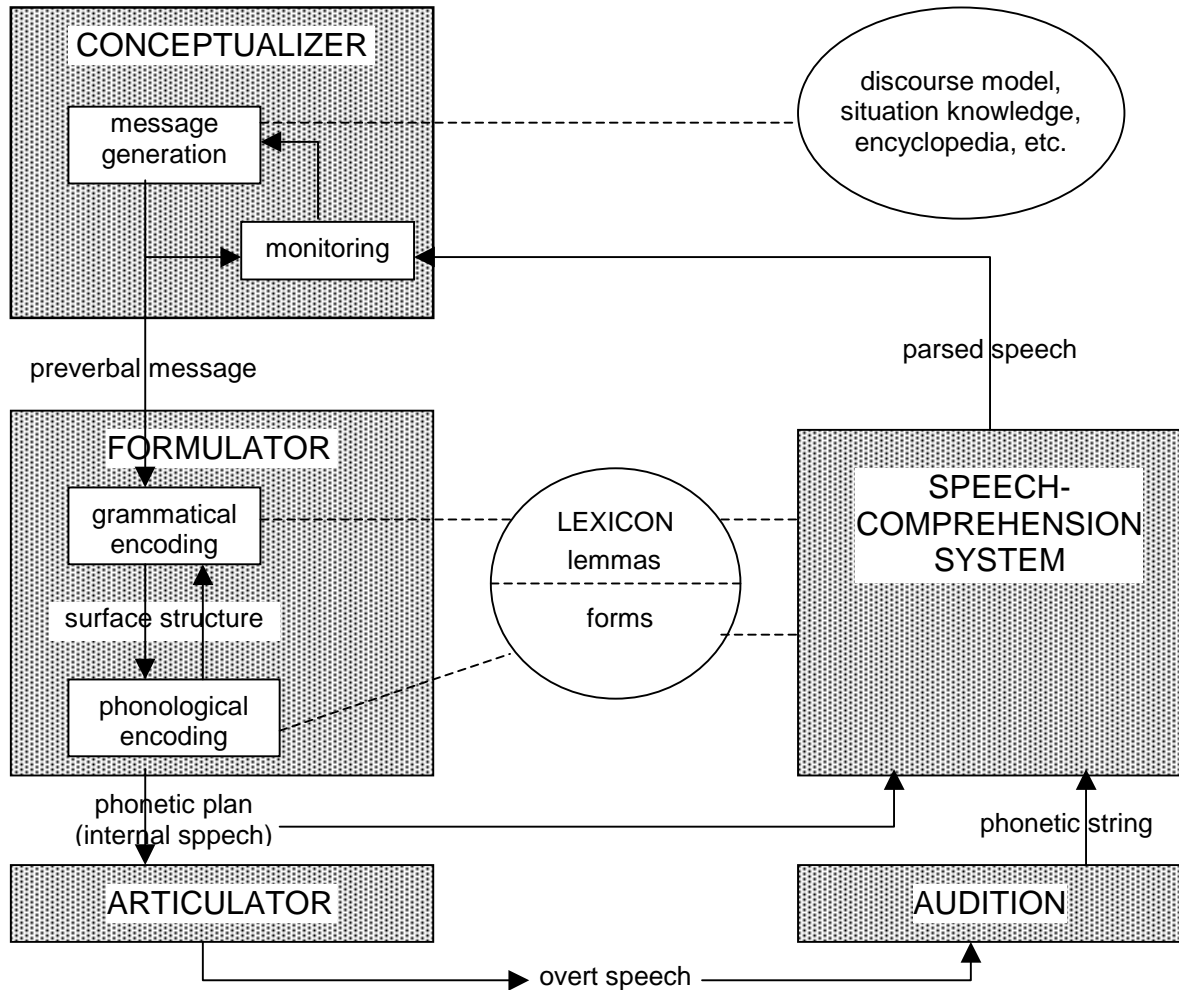 CONCEPTUALIZER
message
generation
monitoring
discourse model,
situation knowledge,
encyclopedia, etc.
preverbal message
parsed speech
FORMULATOR
grammatical
encoding
surface structure
phonological
encoding
LEXICON
lemmas
forms
SPEECH-
COMPREHENSION
SYSTEM
phonetic plan
(internal sppech)
phonetic string
ARTICULATOR
AUDITION
overt speech